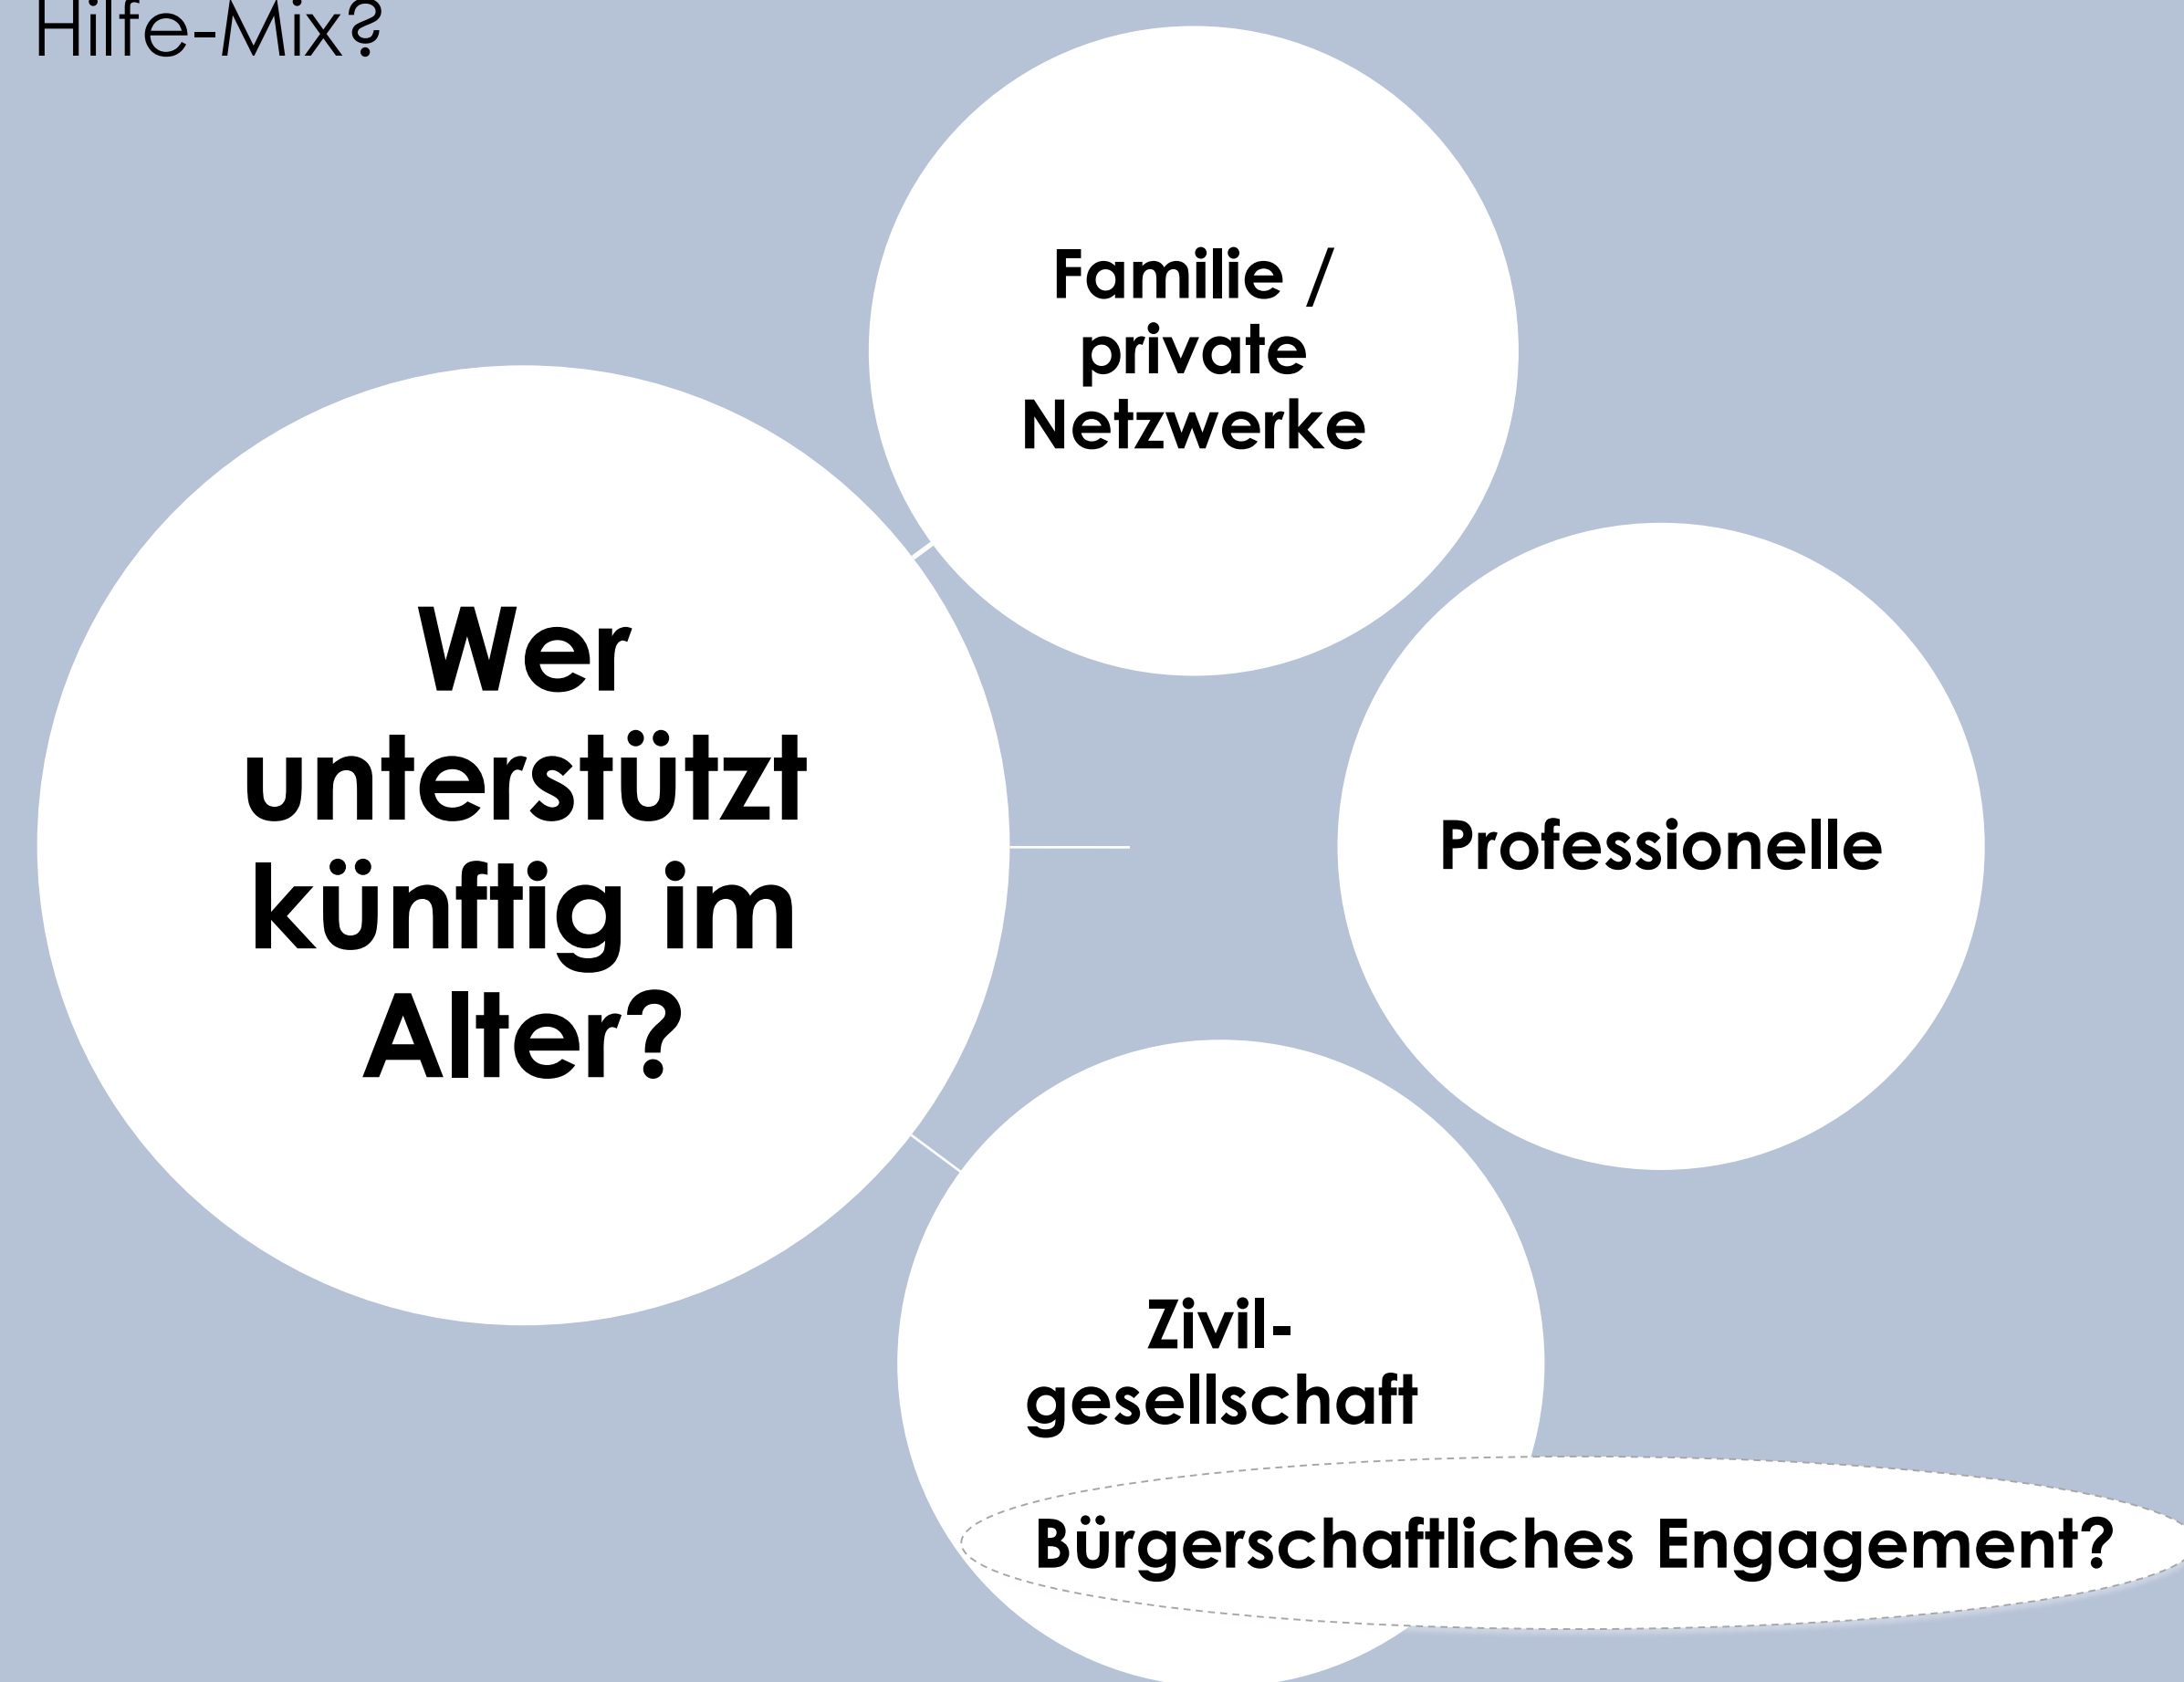 Hilfe-Mix?
Familie /
private
Netzwerke
Wer
unterstützt
künftig im
Alter?
Professionelle
Zivil-
gesellschaft
Bürgerschaftliches Engagement?